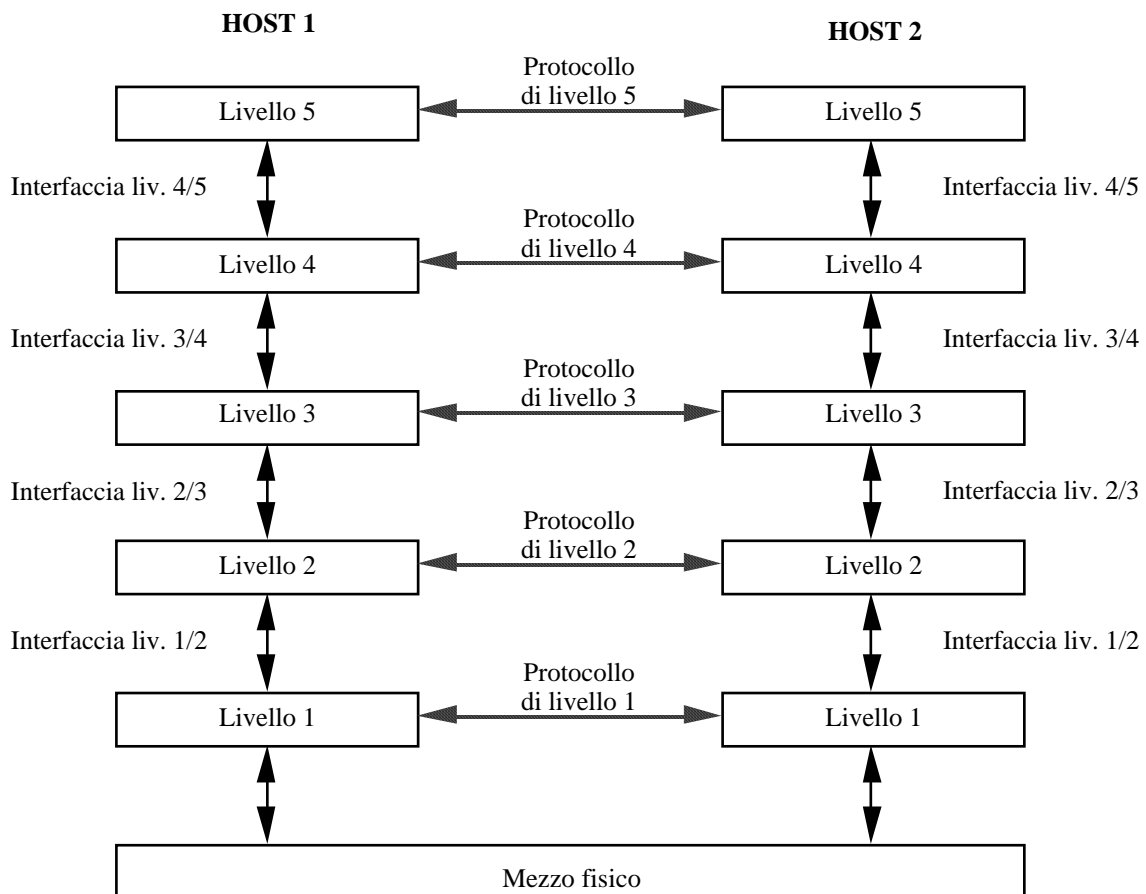 HOST 1
HOST 2
Protocollo
di livello 5
Livello 5
Livello 5
Interfaccia liv. 4/5
Interfaccia liv. 4/5
Protocollo
di livello 4
Livello 4
Livello 4
Interfaccia liv. 3/4
Interfaccia liv. 3/4
Protocollo
di livello 3
Livello 3
Livello 3
Interfaccia liv. 2/3
Interfaccia liv. 2/3
Protocollo
di livello 2
Livello 2
Livello 2
Interfaccia liv. 1/2
Interfaccia liv. 1/2
Protocollo
di livello 1
Livello 1
Livello 1
Mezzo fisico